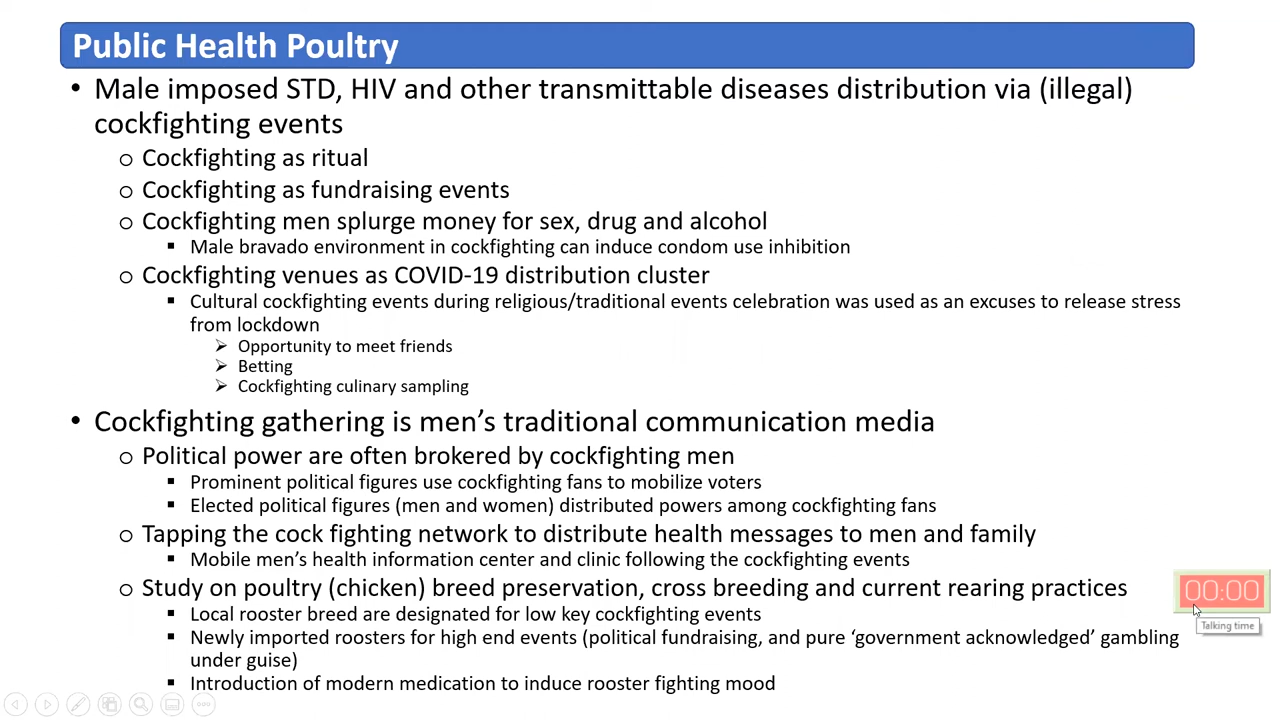 Public Health Poultry
• Male imposed STD, HIV and other transmittable diseases distribution via (illegal)
cockfighting events
o Cockfighting as ritual
o Cockfighting as fundraising events
o Cockfighting men splurge money for sex, drug and alcohol
▪ Male bravado environment in cockfighting can induce condom use inhibition
o Cockfighting venues as COVID-19 distribution cluster
▪ Cultural cockfighting events during religious/traditional events celebration was used as an excuses to release stress
from lockdown
➢ Opportunity to meet friends
➢ Betting
➢ Cockfighting culinary sampling
• Cockfighting gathering is men’s traditional communication media
o Political power are often brokered by cockfighting men
▪ Prominent political figures use cockfighting fans to mobilize voters
▪ Elected political figures (men and women) distributed powers among cockfighting fans
o Tapping the cock fighting network to distribute health messages to men and family
▪ Mobile men’s health information center and clinic following the cockfighting events
o Study on poultry (chicken) breed preservation, cross breeding and current rearing practices
▪ Local rooster breed are designated for low key cockfighting events
▪ Newly imported roosters for high end events (political fundraising, and pure ‘government acknowledged’ gambling
under guise)
▪ Introduction of modern medication to induce rooster fighting mood
00:00
Talking time